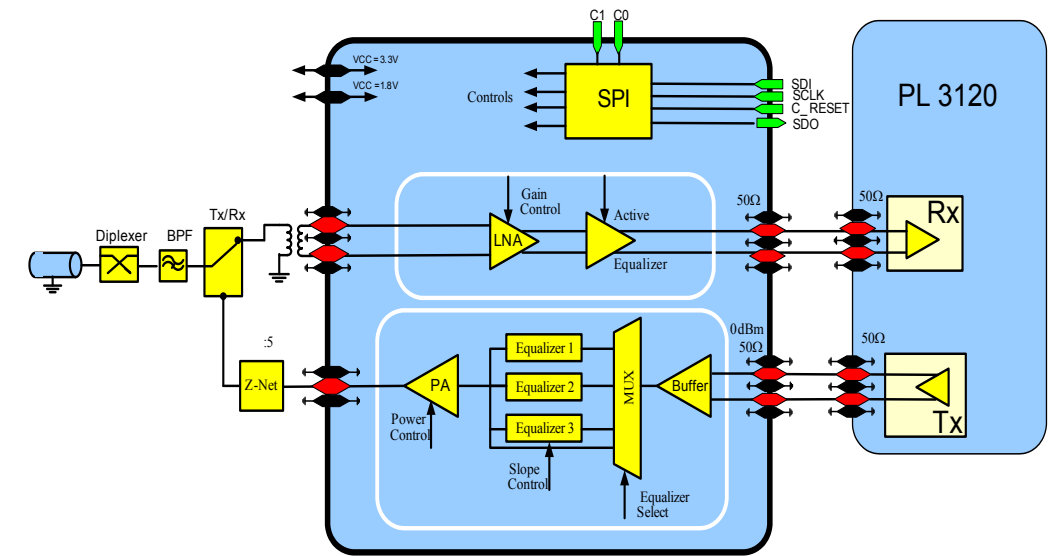 C1 C0
VCC = 3.3V
VCC = 1.8V
Controls
SPI
SDI
SCLK
C_RESET
SDO
PL 3120
Gain
Control
Active
Equalizer
LNA
50Ω
50Ω
Rx
Diplexer
BPF
Tx/Rx
:5
Z-Net
PA
Power
Control
Equalizer 1
Equalizer 2
Equalizer 3
Slope
Control
MUX
Equalizer
Select
Buffer
0dBm
50Ω
50Ω
Tx